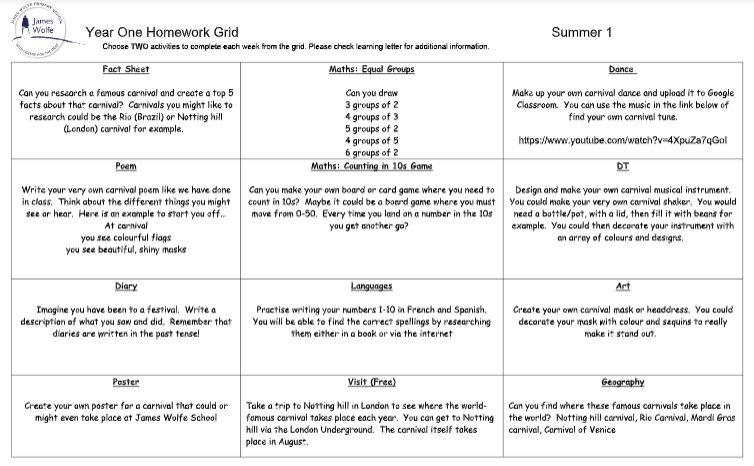 JAMES WOLFE PRIMARY SCHOOL
James
Wolfe
Year One Homework Grid
Summer 1
Choose TWO activities to complete each week from the grid. Please check learning letter for additional information.
Fact Sheet
Can you research a famous carnival and create a top 5
facts about that carnival? Carnivals you might like to
research could be the Rio (Brazil) or Notting hill
(London) carnival for example.
Maths: Equal Groups
Can you draw
3 groups of 2
4 groups of 3
5 groups of 2
4 groups of 5
6 groups of 2
Dance
Make up your own carnival dance and upload it to Google
Classroom. You can use the music in the link below of
find your own carnival tune.
https://www.youtube.com/watch?v=4XpuZa7qGoI
Poem
Write your very own carnival poem like we have done
in class. Think about the different things you might
see or hear. Here is an example to start you off...
At carnival
you see colourful flags
you see beautiful, shiny masks
Maths: Counting in 10s Game
Can you make your own board or card game where you need to
count in 10s? Maybe it could be a board game where you must
move from 0-50. Every time you land on a number in the 10s
you get another go?
DT
Design and make your own carnival musical instrument.
You could make your very own carnival shaker. You would
need a bottle/pot, with a lid, then fill it with beans for
example. You could then decorate your instrument with
an array of colours and designs.
Diary
Imagine you have been to a festival. Write a
description of what you saw and did. Remember that
diaries are written in the past tense!
Languages
Practise writing your numbers 1-10 in French and Spanish.
You will be able to find the correct spellings by researching
them either in a book or via the internet
Art
Create your own carnival mask or headdress. You could
decorate your mask with colour and sequins to really
make it stand out.
Poster
Create your own poster for a carnival that could or
might even take place at James Wolfe School
Visit (Free)
Take a trip to Notting hill in London to see where the world-
famous carnival takes place each year. You can get to Notting
hill via the London Underground. The carnival itself takes
place in August.
Geography
Can you find where these famous carnivals take place in
the world? Notting hill carnival, Rio Carnival, Mardi Gras
carnival, Carnival of Venice